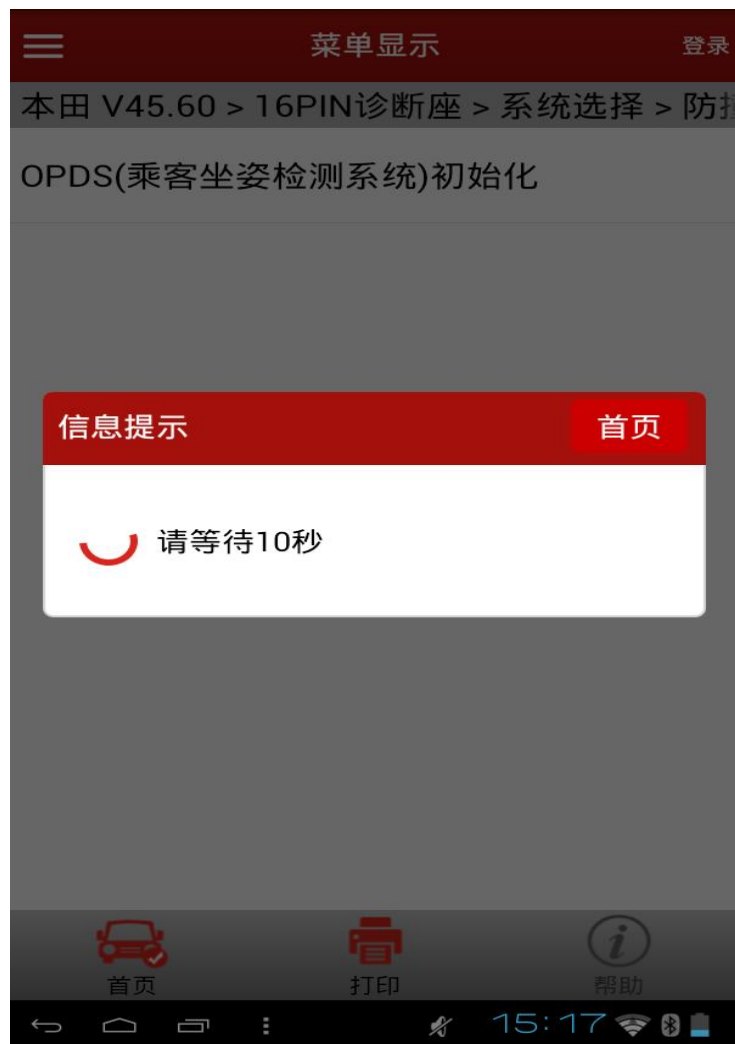 菜单显示
登录
本田 V45.60 > 16PIN诊断座 > 系统选择 > 防
OPDS(乘客坐姿检测系统)初始化
信息提示
首页
请等待10秒
首页
打印
帮助
15:17